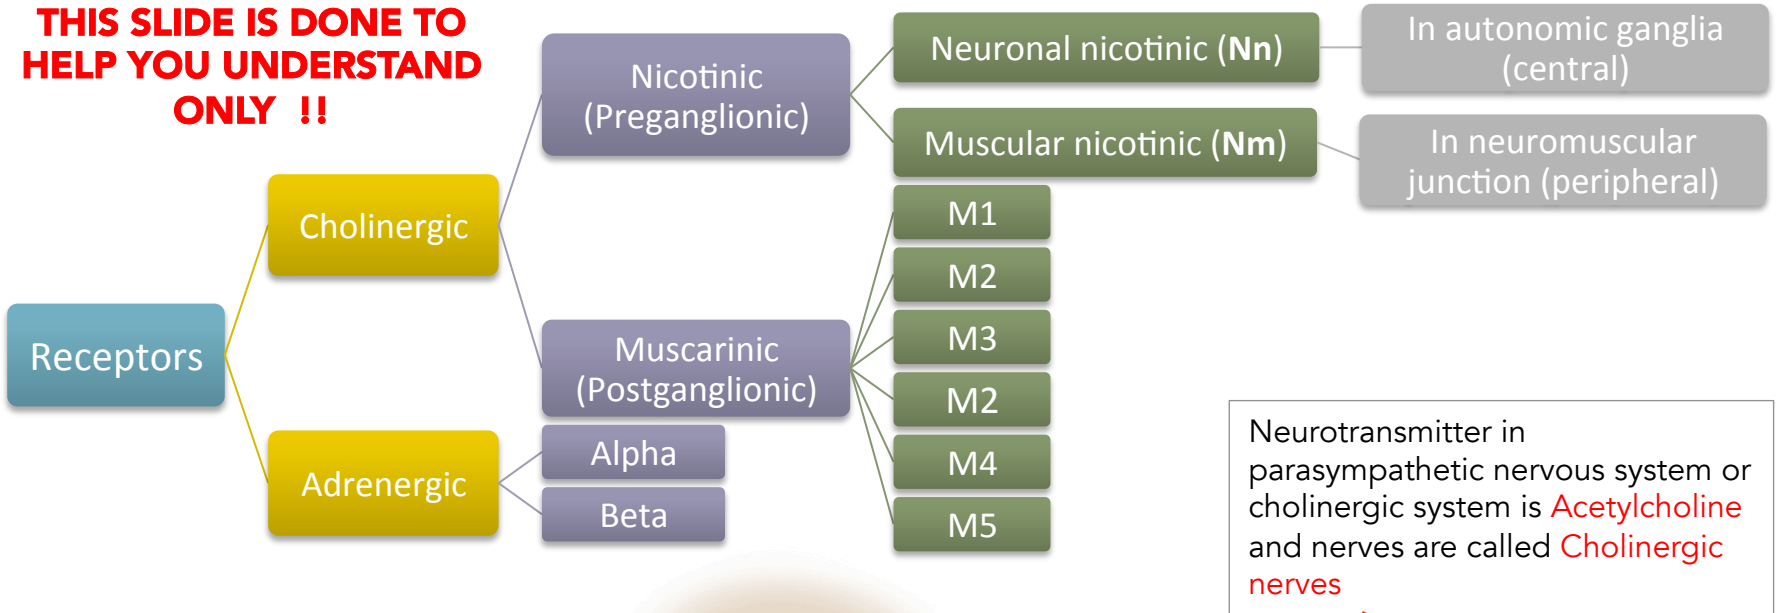 THIS SLIDE IS DONE TO
HELP YOU UNDERSTAND
ONLY  !!
Receptors
Cholinergic
Adrenergic
Nicotinic
(Preganglionic)
Muscarinic
(Postganglionic)
Alpha
Beta
Neuronal nicotinic (Nn)
Muscular nicotinic (Nm)
M1
M2
M3
M2
M4
M5
In autonomic ganglia
(central)
In neuromuscular
junction (peripheral)
Neurotransmitter in
parasympathetic nervous system or
cholinergic system is Acetylcholine
and nerves are called Cholinergic
nerves